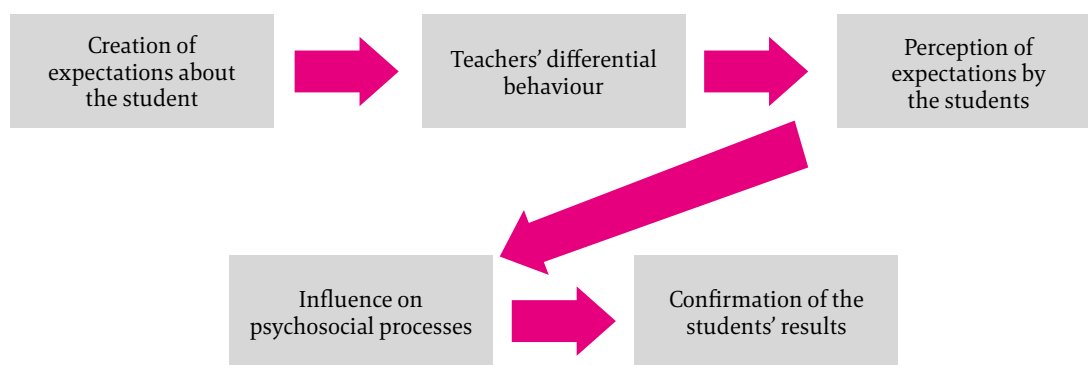 Creation of
expectations about
the student
Teachers’ differential
behaviour
Perception of
expectations by
the students
Influence on
psychosocial processes
Confirmation of the
students’ results